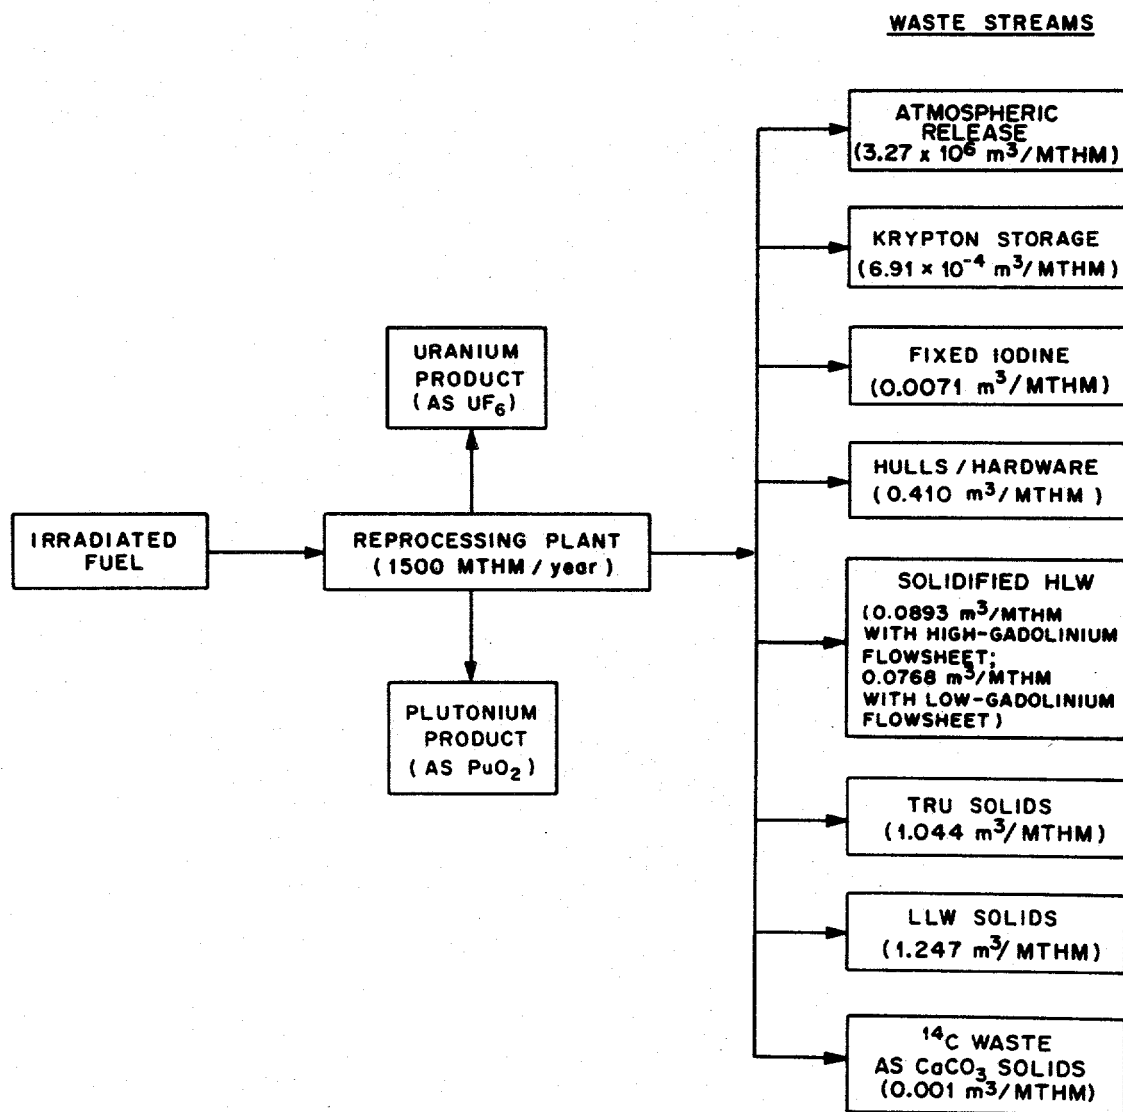 WASTE STREAMS
ATMOSPHERIC
RELEASE
(3.27 x 10⁶ m³/MTHM)
KRYPTON STORAGE
(6.91 × 10⁻⁴ m³/MTHM)
FIXED IODINE
(0.0071 m³/MTHM)
HULLS / HARDWARE
(0.410 m³/MTHM)
SOLIDIFIED HLW
(0.0893 m³/MTHM
WITH HIGH-GADOLINIUM
FLOWSHEET;
0.0768 m³/MTHM
WITH LOW-GADOLINIUM
FLOWSHEET)
TRU SOLIDS
(1.044 m³/MTHM)
LLW SOLIDS
(1.247 m³/MTHM)
¹⁴C WASTE
AS CaCO₃ SOLIDS
(0.001 m³/MTHM)
URANIUM
PRODUCT
(AS UF₆)
IRRADIATED
FUEL
REPROCESSING PLANT
(1500 MTHM / year)
PLUTONIUM
PRODUCT
(AS PuO₂)